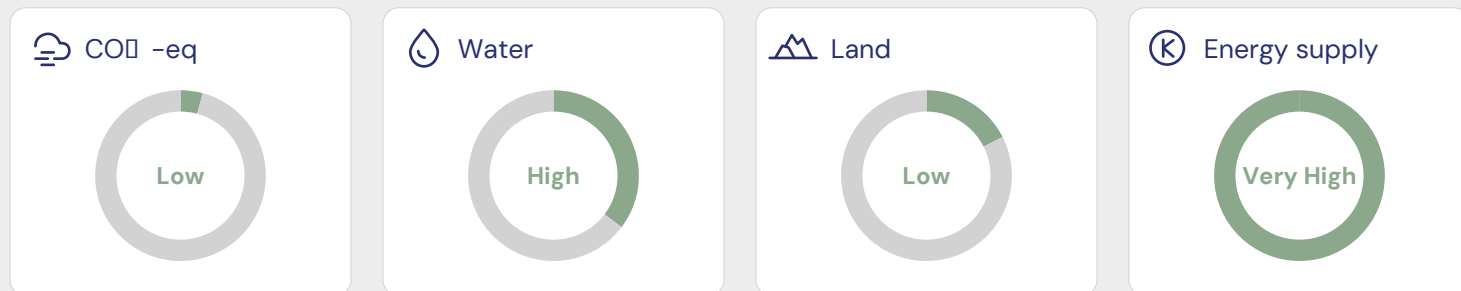 CO▯ -eq
Water
Land
Energy supply
Low
High
Low
Very High